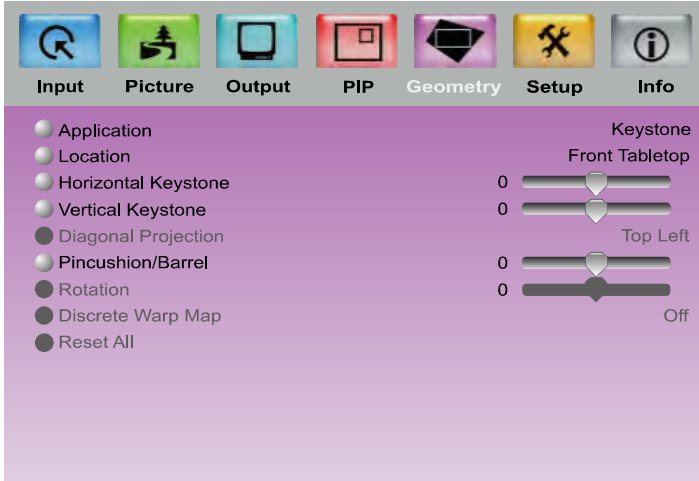 Input Picture Output PIP Geometry Setup Info
Application Keystone
Location Front Tabletop
Horizontal Keystone 0
Vertical Keystone 0
Diagonal Projection Top Left
Pincushion/Barrel 0
Rotation 0
Discrete Warp Map Off
Reset All